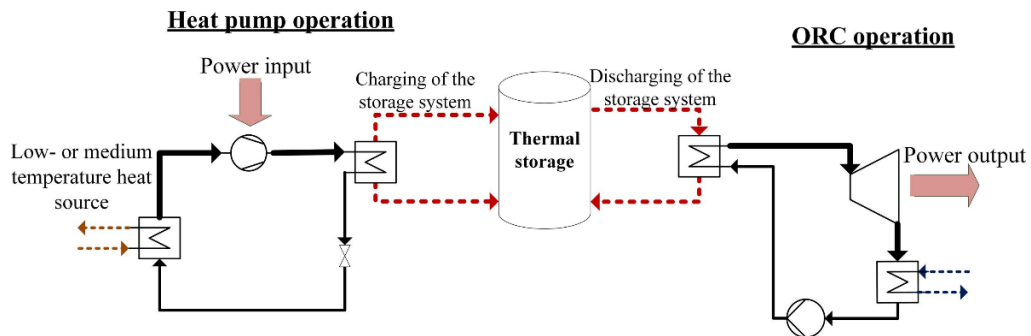 Heat pump operation
ORC operation
Power input
Charging of the
storage system
Discharging of the
storage system
Thermal
storage
Low- or medium
temperature heat
source
Power output